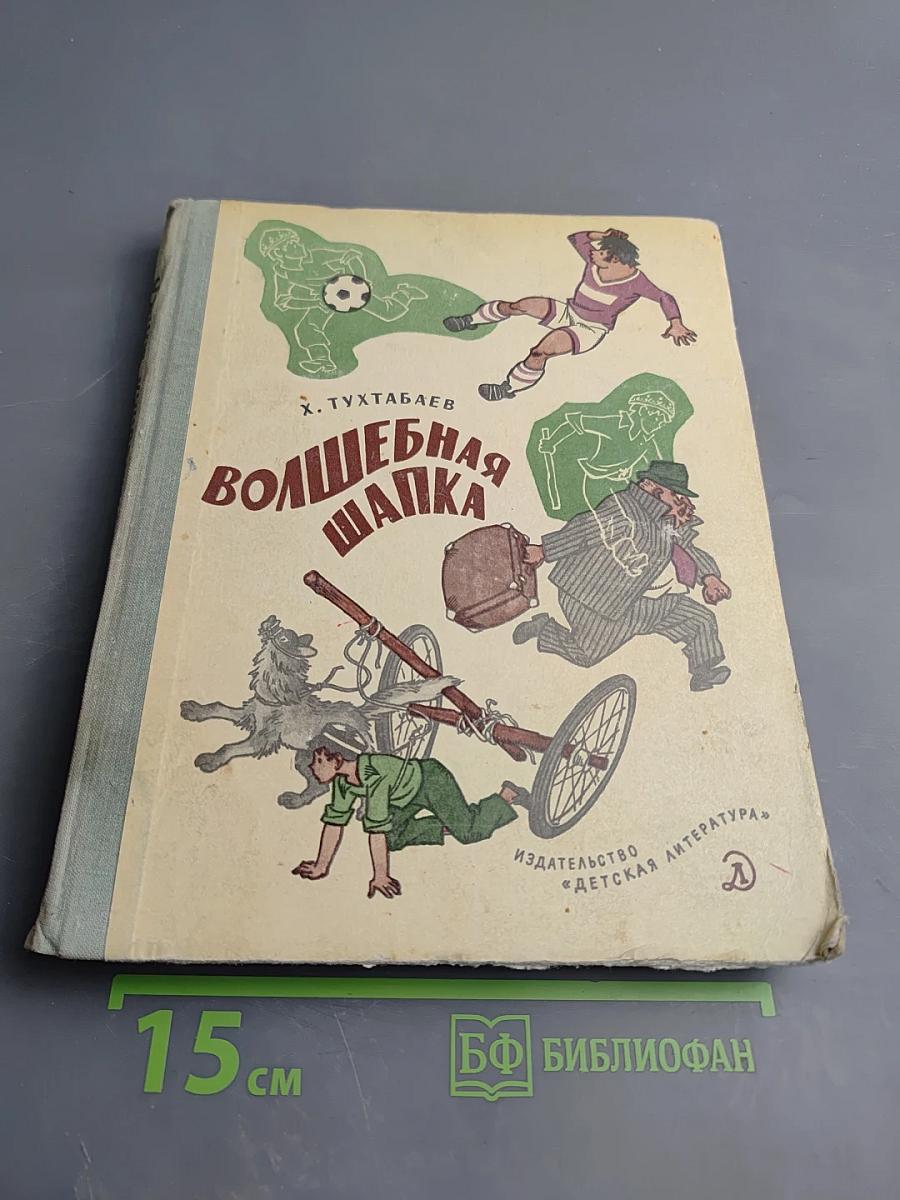 Х. ТУХТАБАЕВ
ВОЛШЕБНАЯ
ШАПКА
ИЗДАТЕЛЬСТВО
«ДЕТСКАЯ ЛИТЕРАТУРА»
Д
15 см
БФ БИБЛИОФАН